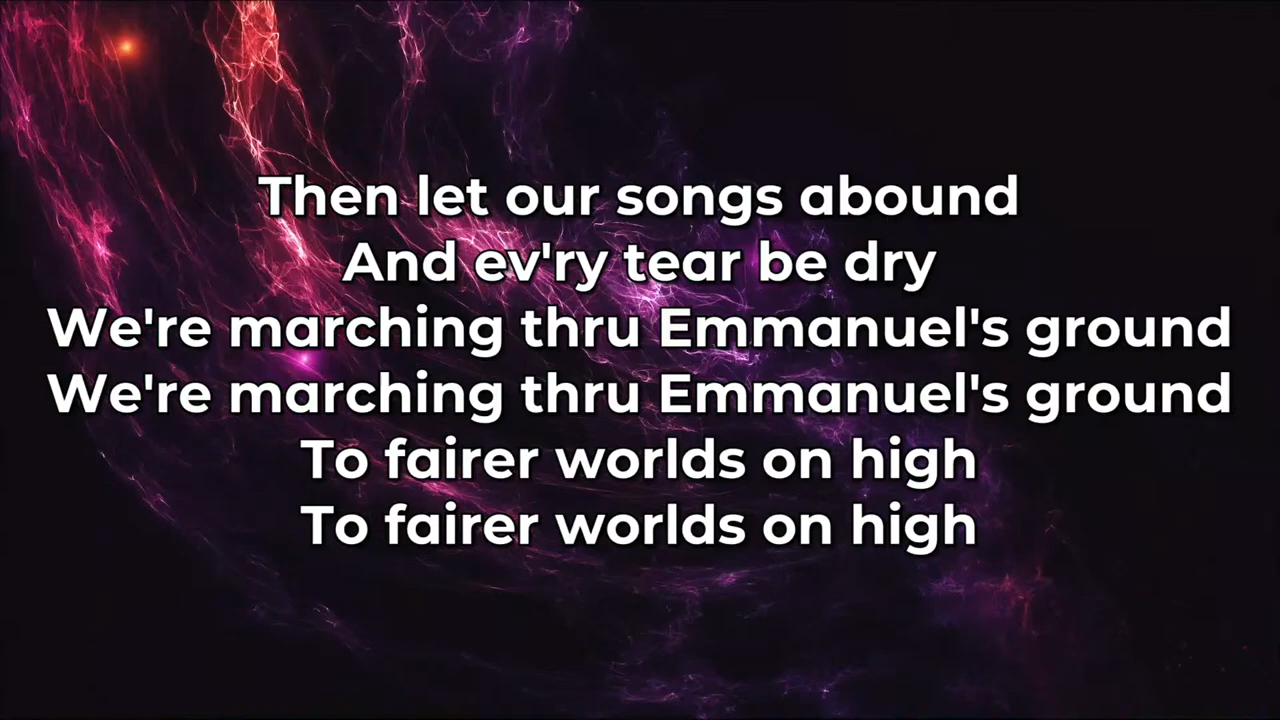 Then let our songs abound
And ev'ry tear be dry
We're marching thru Emmanuel's ground
We're marching thru Emmanuel's ground
To fairer worlds on high
To fairer worlds on high